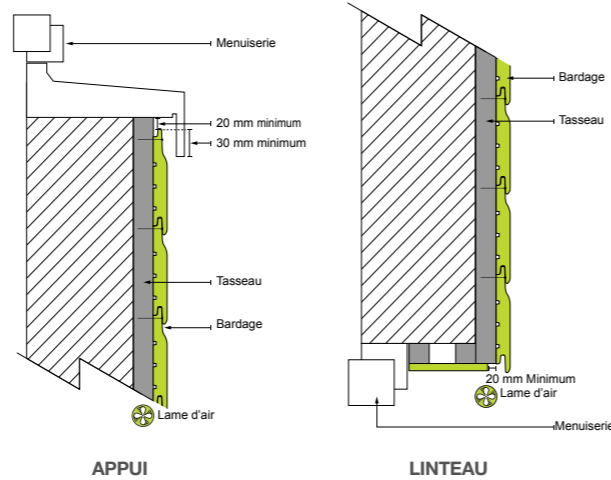 Menuiserie
20 mm minimum
30 mm minimum
Tasseau
Bardage
Lame d'air
APPUI
Bardage
Tasseau
20 mm Minimum
Lame d'air
Menuiserie
LINTEAU